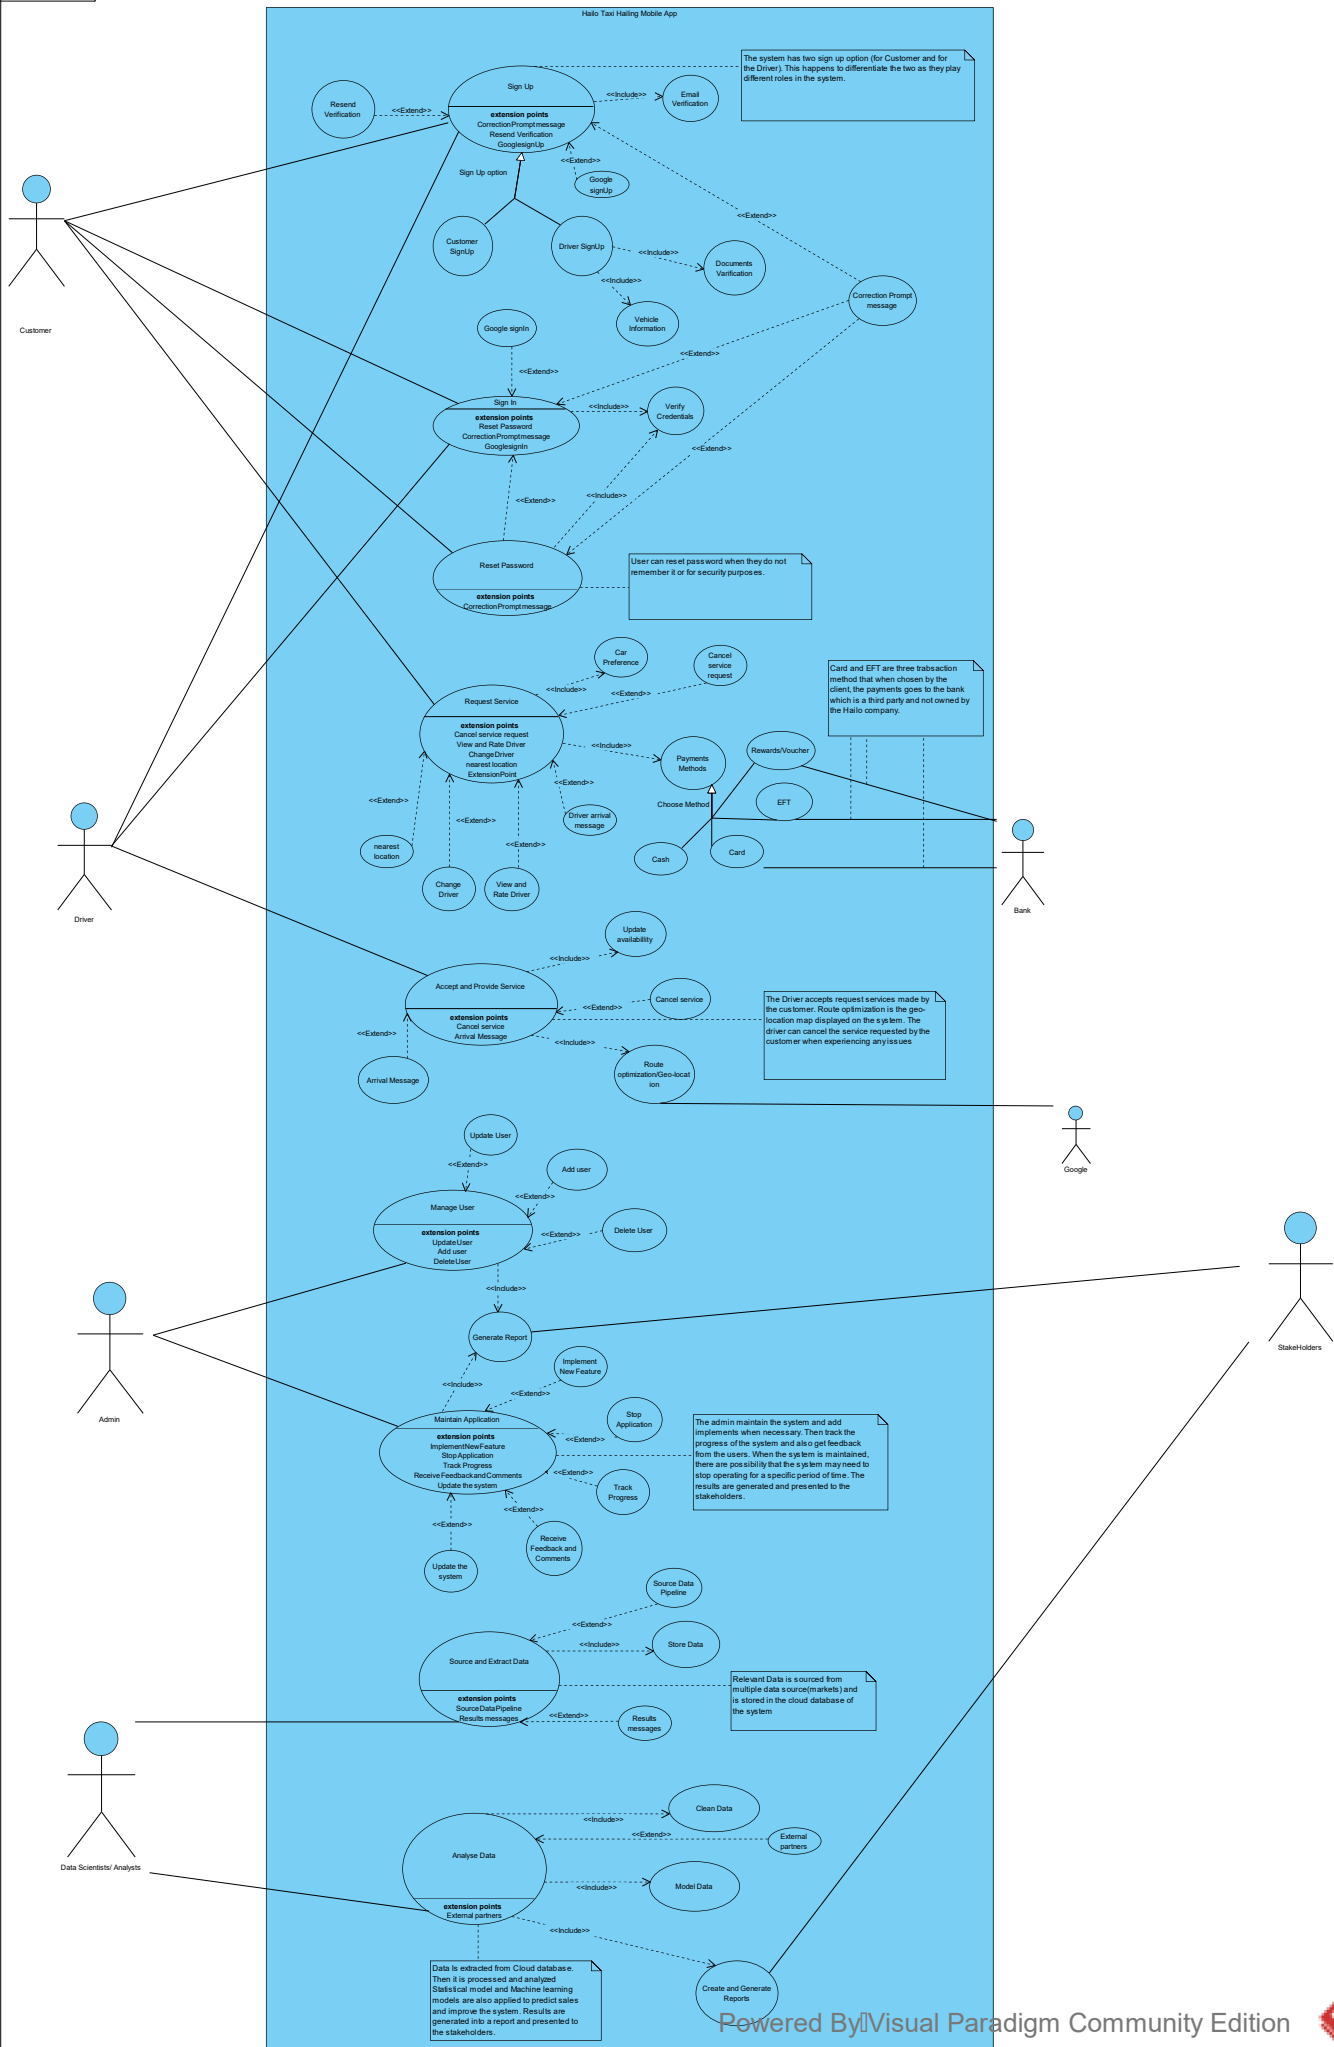 Hailo Taxi Hailing Mobile App
The system has two sign up option (for Customer and for
the Driver). This happens to differentiate the two as they play
different roles in the system.
Sign Up
<<Include>>
Email
Verification
Resend
Verification
<<Extend>>
extension points
CorrectionPromptmessage
Resend Verification
GooglesignUp
<<Extend>>
Sign Up option
Google
signUp
<<Extend>>
Customer
SignUp
Driver SignUp
<<Include>>
Documents
Varification
<<Include>>
Correction Prompt
message
Vehicle
Information
Customer
Google signIn
<<Extend>>
<<Extend>>
Sign In
<<Include>>
Verify
Credentials
extension points
Reset Password
CorrectionPromptmessage
GooglesignIn
<<Extend>>
<<Include>>
<<Extend>>
Reset Password
extension points
CorrectionPromptmessage
User can reset password when they do not
remember it or for security purposes.
Car
Preference
Cancel
service
request
<<Include>>
<<Extend>>
Card and EFT are three trabsaction
method that when chosen by the
client, the payments goes to the bank
which is a third party and not owned by
the Hailo company.
Request Service
extension points
Cancel service request
View and Rate Driver
ChangeDriver
nearest location
ExtensionPoint
<<Include>>
Payments
Methods
Rewards/Voucher
<<Extend>>
<<Extend>>
Choose Method
EFT
Driver arrival
message
<<Extend>>
<<Extend>>
nearest
location
Cash
Card
Change
Driver
View and
Rate Driver
Driver
Bank
Update
availability
<<Include>>
Accept and Provide Service
extension points
Cancel service
Arrival Message
<<Extend>>
Cancel service
<<Extend>>
<<Include>>
The Driver accepts request services made by
the customer. Route optimization is the geo-
location map displayed on the system. The
driver can cancel the service requested by the
customer when experiencing any issues
Arrival Message
Route
optimization/Geo-locat
ion
Google
Update User
<<Extend>>
Add user
<<Extend>>
Manage User
extension points
UpdateUser
Add user
DeleteUser
<<Extend>>
Delete User
<<Include>>
Generate Report
StakeHolders
Admin
Implement
New Feature
<<Include>>
<<Extend>>
Maintain Application
extension points
ImplementNewFeature
StopApplication
Track Progress
ReceiveFeedbackandComments
Update the system
Stop
Application
<<Extend>>
The admin maintain the system and add
implements when necessary. Then track the
progress of the system and also get feedback
from the users. When the system is maintained,
there are possibility that the system may need to
stop operating for a specific period of time. The
results are generated and presented to the
stakeholders.
<<Extend>>
Track
Progress
<<Extend>>
<<Extend>>
Receive
Feedback and
Comments
Update the
system
Source Data
Pipeline
<<Extend>>
<<Include>>
Store Data
Source and Extract Data
extension points
SourceDataPipeline
Results messages
Relevant Data is sourced from
multiple data source(markets) and
is stored in the cloud database of
the system
<<Extend>>
Results
messages
Data Scientists/ Analysts
Clean Data
<<Include>>
<<Extend>>
External
partners
Analyse Data
<<Include>>
Model Data
extension points
External partners
<<Include>>
Data Is extracted from Cloud database.
Then it is processed and analyzed
Statistical model and Machine learning
models are also applied to predict sales
and improve the system. Results are
generated into a report and presented to
the stakeholders.
Create and Generate
Reports
Powered By Visual Paradigm Community Edition